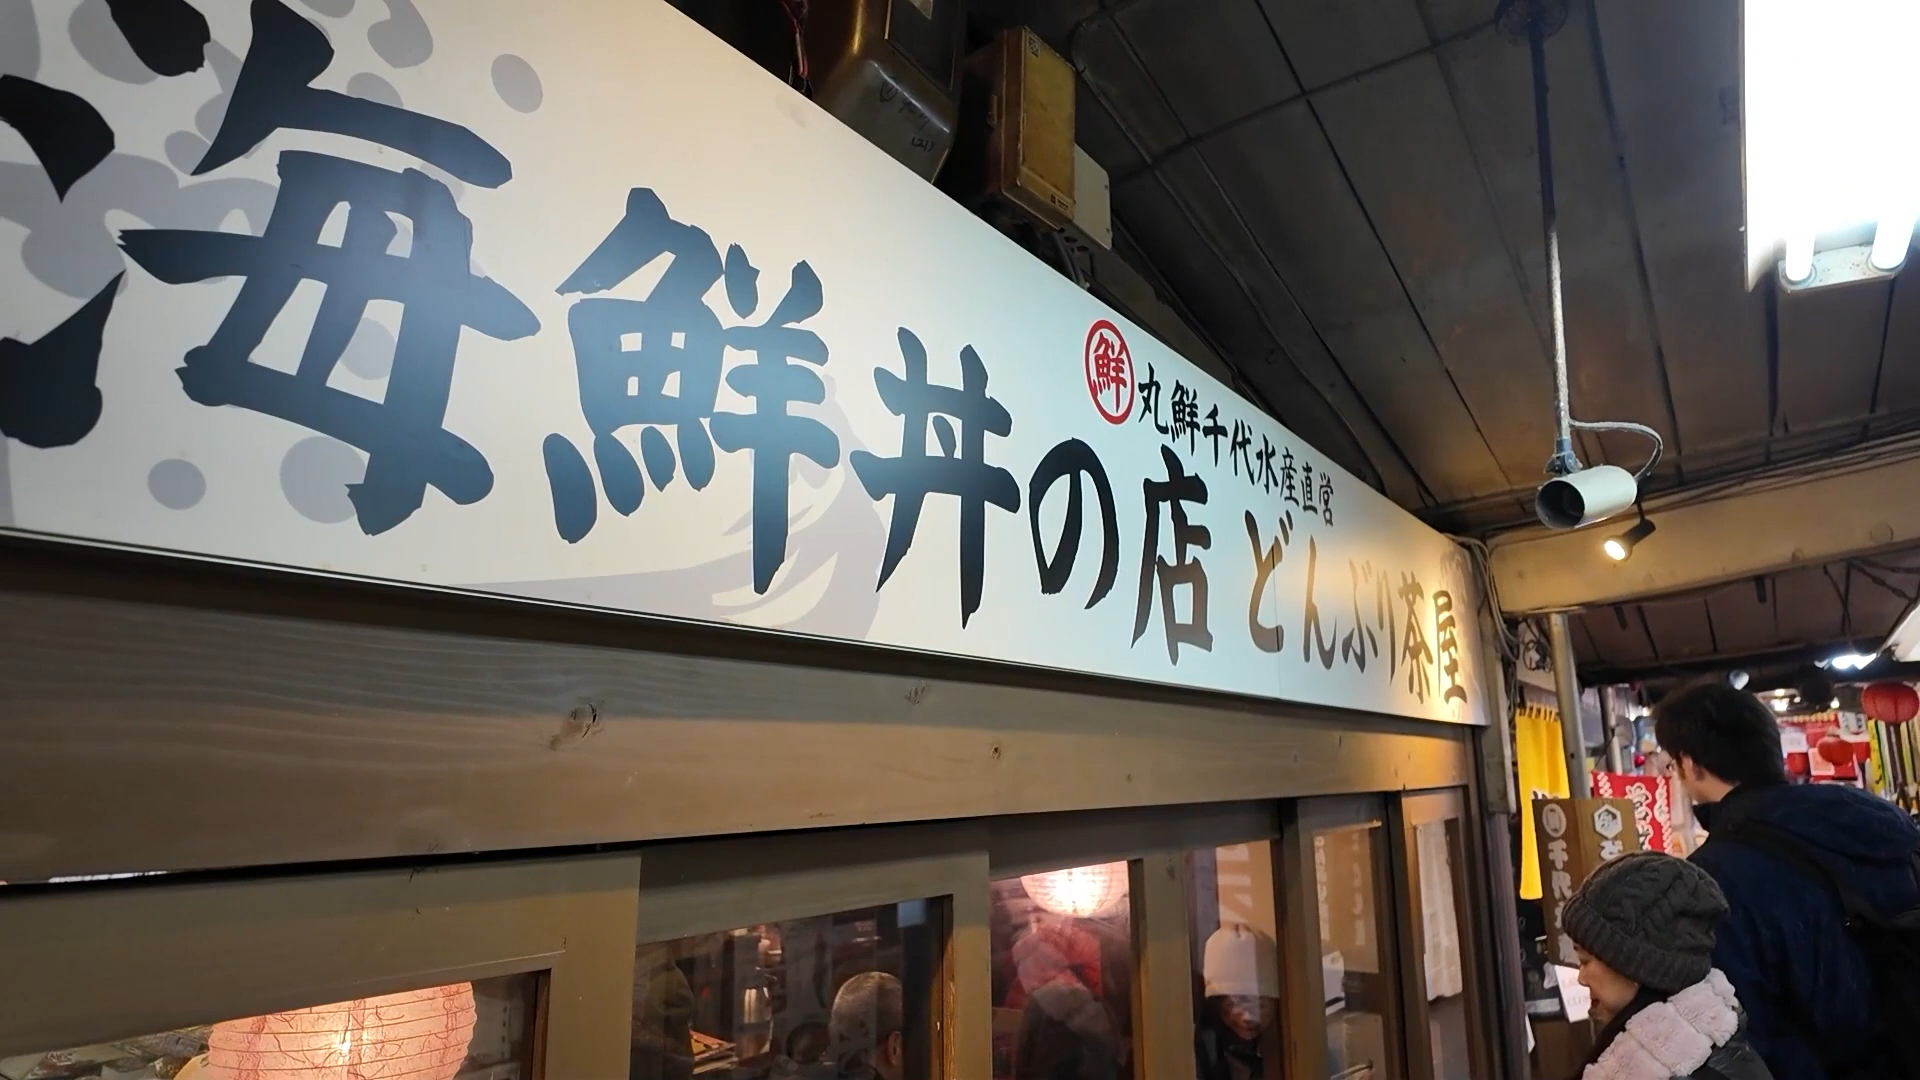 鮮 丸鮮千代水産直営
海鮮丼の店 どんぶり茶屋
千代